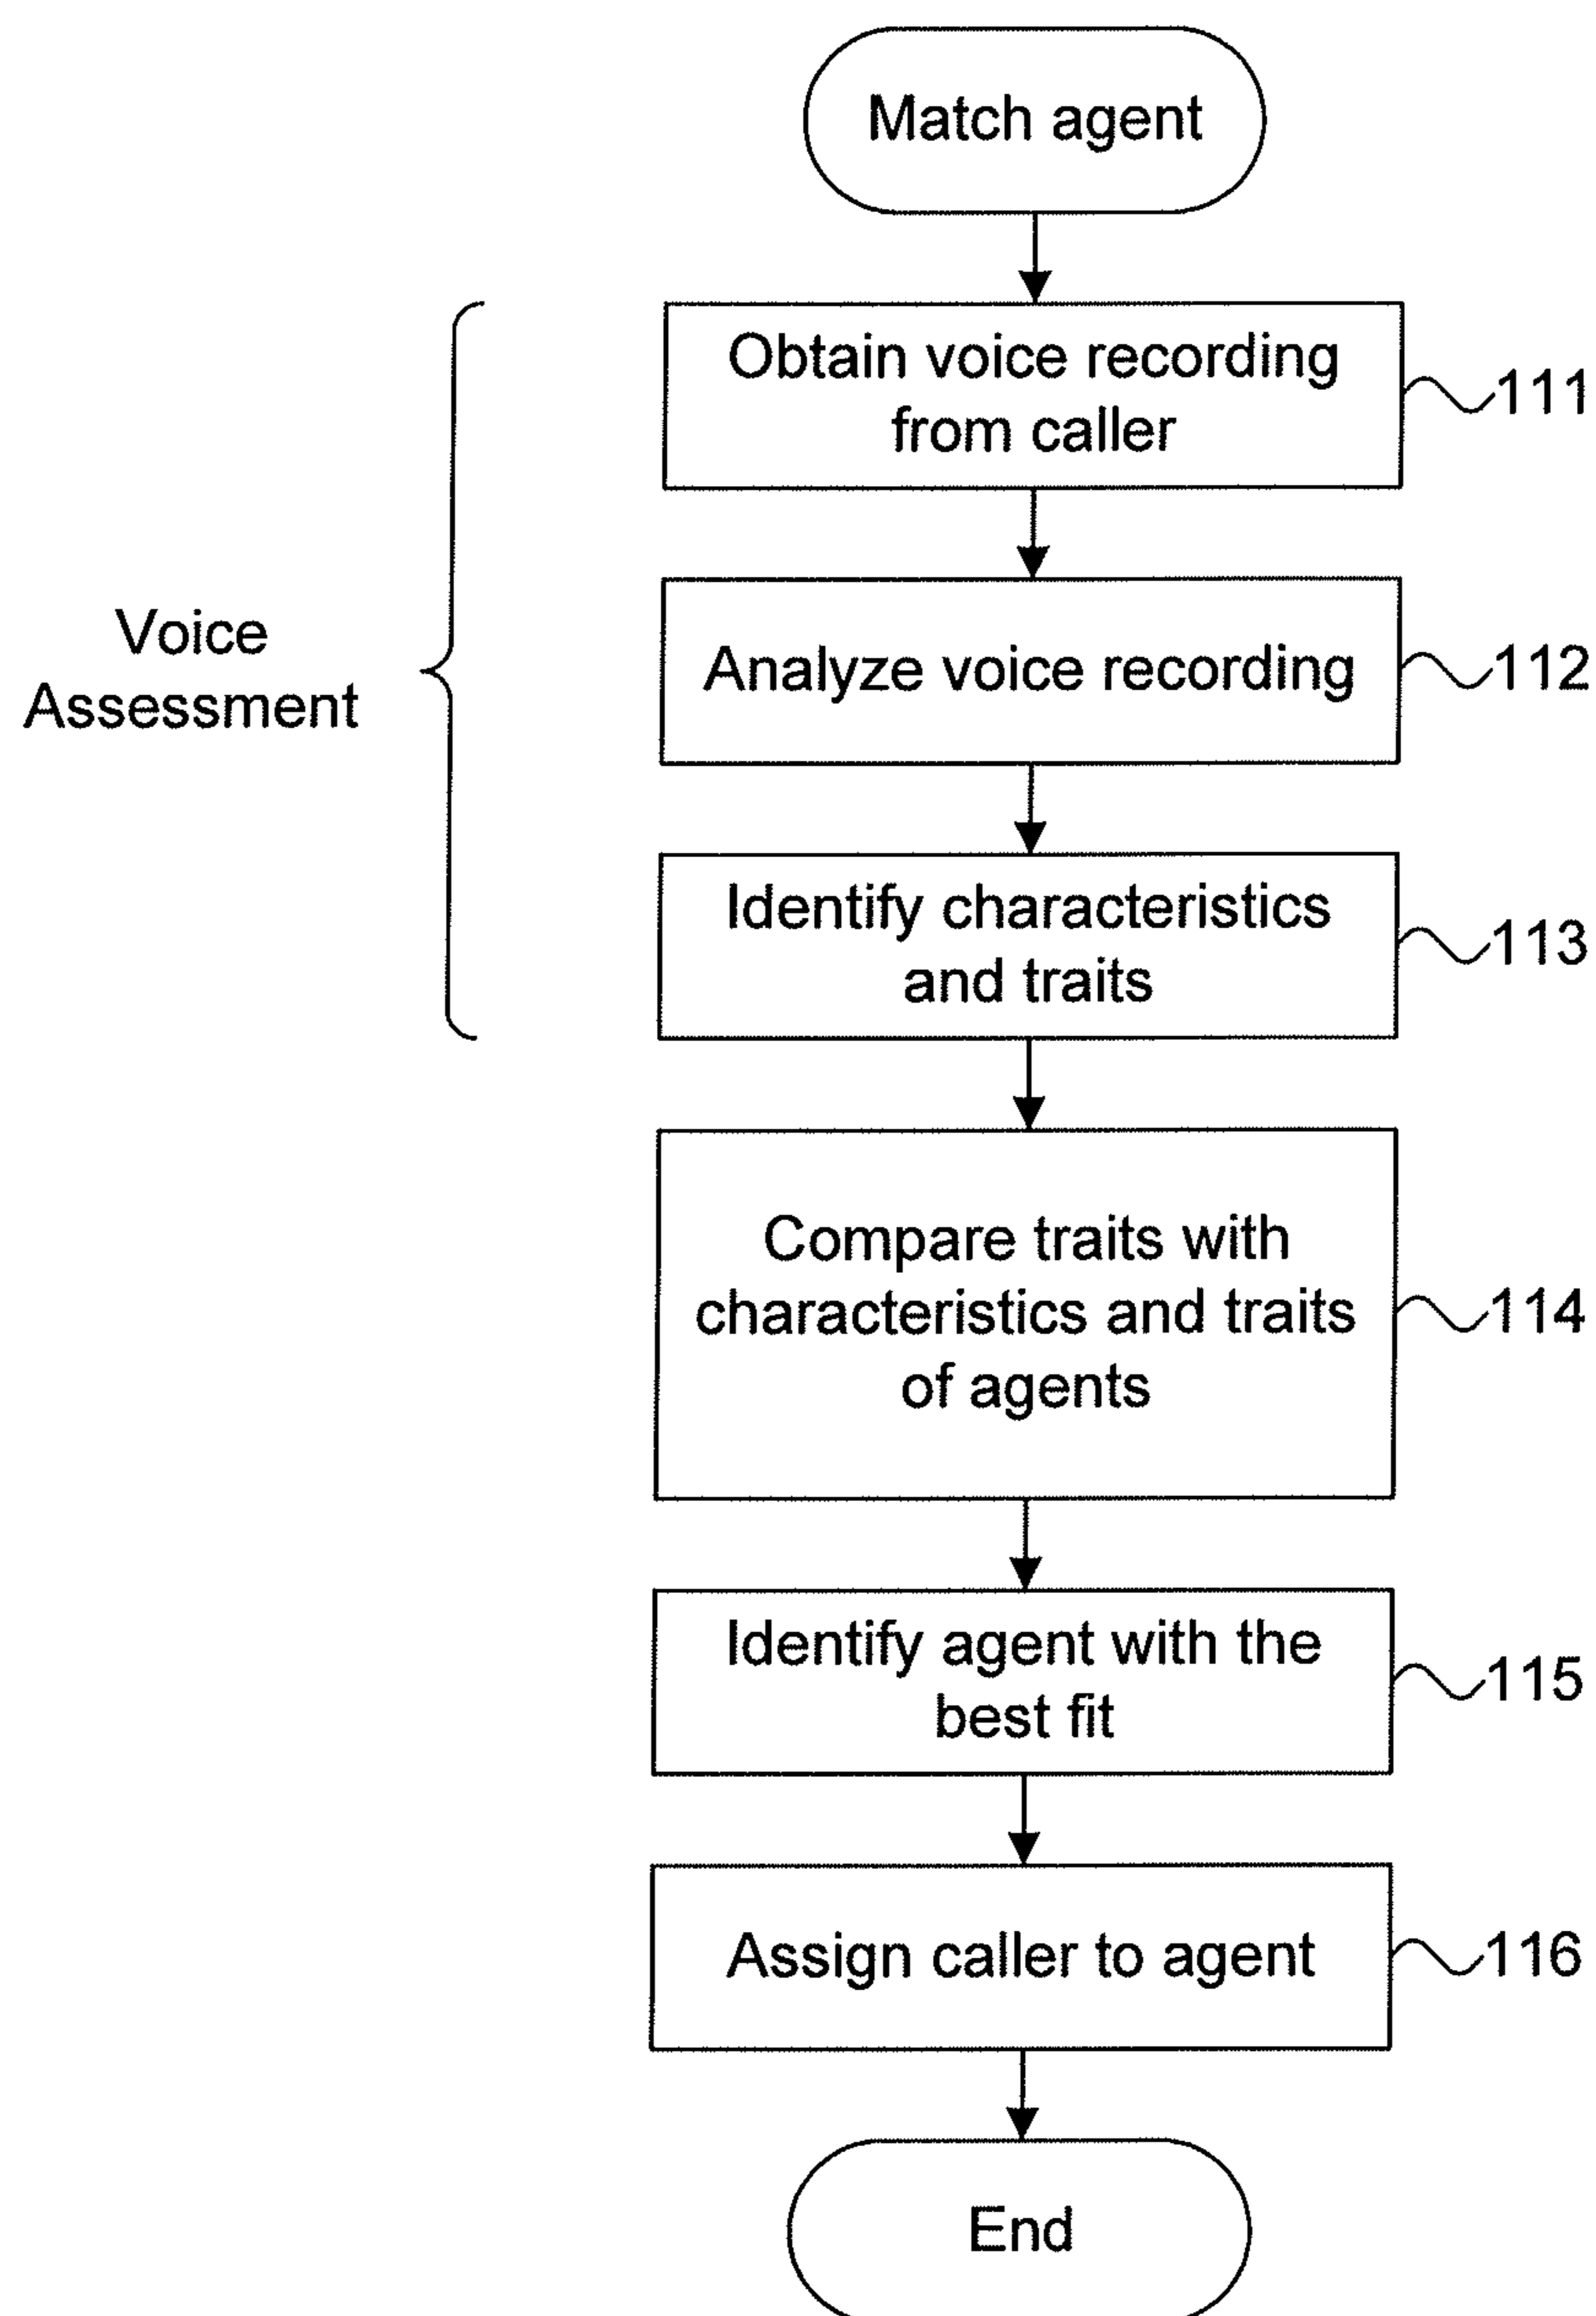 Match agent
Obtain voice recording
from caller
111
Voice
Assessment
Analyze voice recording
112
Identify characteristics
and traits
113
Compare traits with
characteristics and traits
of agents
114
Identify agent with the
best fit
115
Assign caller to agent
116
End